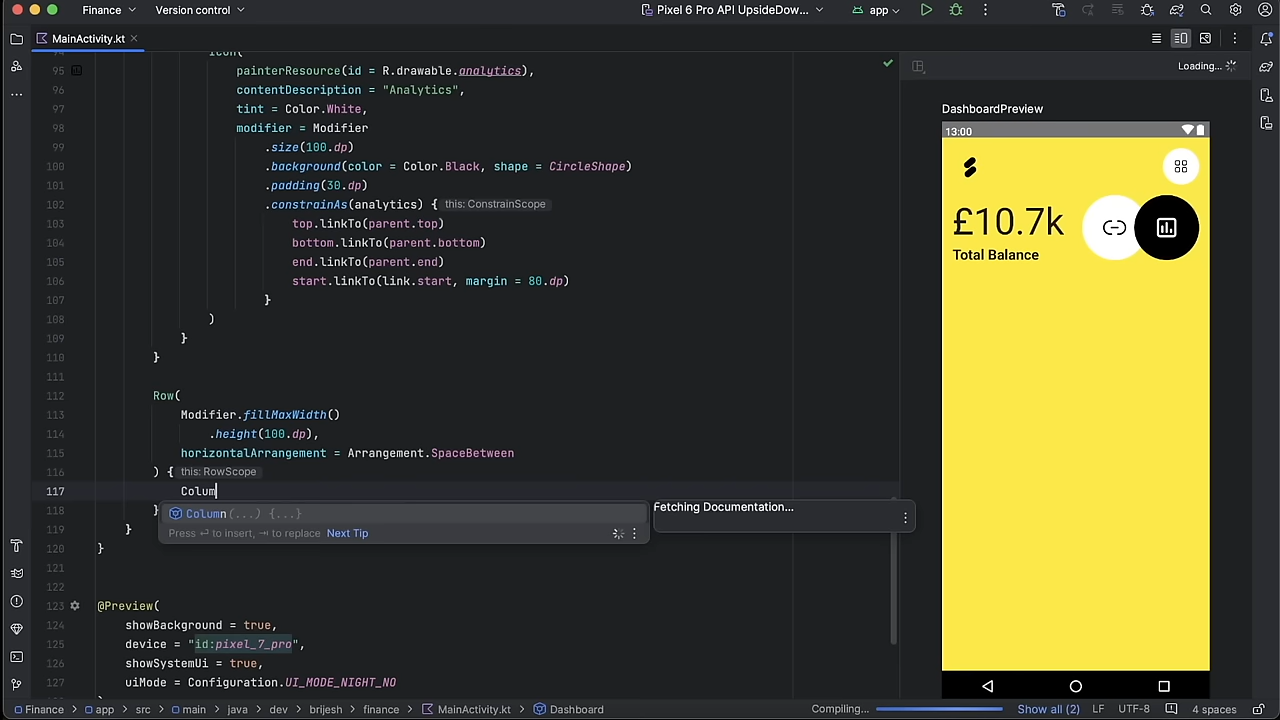 Finance
Version control
Pixel 6 Pro API UpsideDow...
app
MainActivity.kt
Icon(
95
painterResource(id = R.drawable.analytics),
96
contentDescription = "Analytics",
97
tint = Color.White,
98
modifier = Modifier
99
.size(100.dp)
100
.background(color = Color.Black, shape = CircleShape)
101
.padding(30.dp)
102
.constrainAs(analytics) { this: ConstrainScope
103
top.linkTo(parent.top)
104
bottom.linkTo(parent.bottom)
105
end.linkTo(parent.end)
106
start.linkTo(link.start, margin = 80.dp)
107
}
108
)
109
}
110
}
111
112
Row(
113
Modifier.fillMaxWidth()
114
.height(100.dp),
115
horizontalArrangement = Arrangement.SpaceBetween
116
) { this: RowScope
117
Colum
118
}
119
}
120
}
121
122
123
@Preview(
124
showBackground = true,
125
device = "id:pixel_7_pro",
126
showSystemUi = true,
127
uiMode = Configuration.UI_MODE_NIGHT_NO
Column(...) {...}
Press ⏎ to insert, ⇥ to replace Next Tip
Fetching Documentation...
Loading...
DashboardPreview
13:00
£10.7k
Total Balance
Finance > app > src > main > java > dev > brijesh > finance > MainActivity.kt > Dashboard
Compiling...
Show all (2)
LF
UTF-8
4 spaces